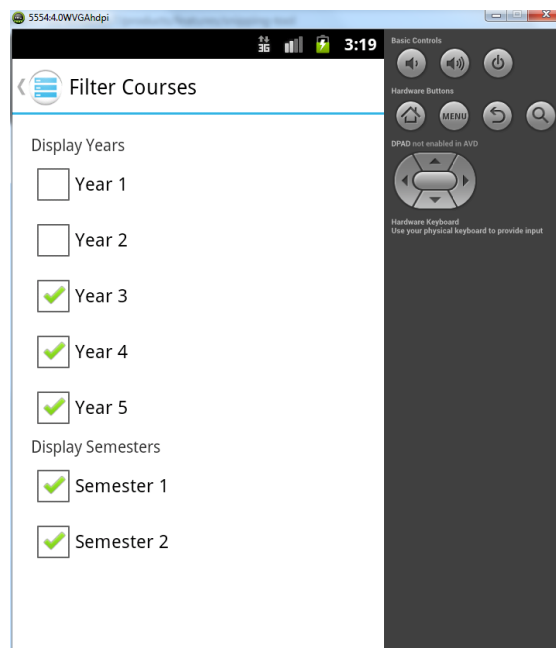 5554:4.0WVGAhdpi
3G
3:19
Filter Courses
Display Years
Year 1
Year 2
Year 3
Year 4
Year 5
Display Semesters
Semester 1
Semester 2
Basic Controls
Hardware Buttons
MENU
DPAD not enabled in AVD
Hardware Keyboard
Use your physical keyboard to provide input